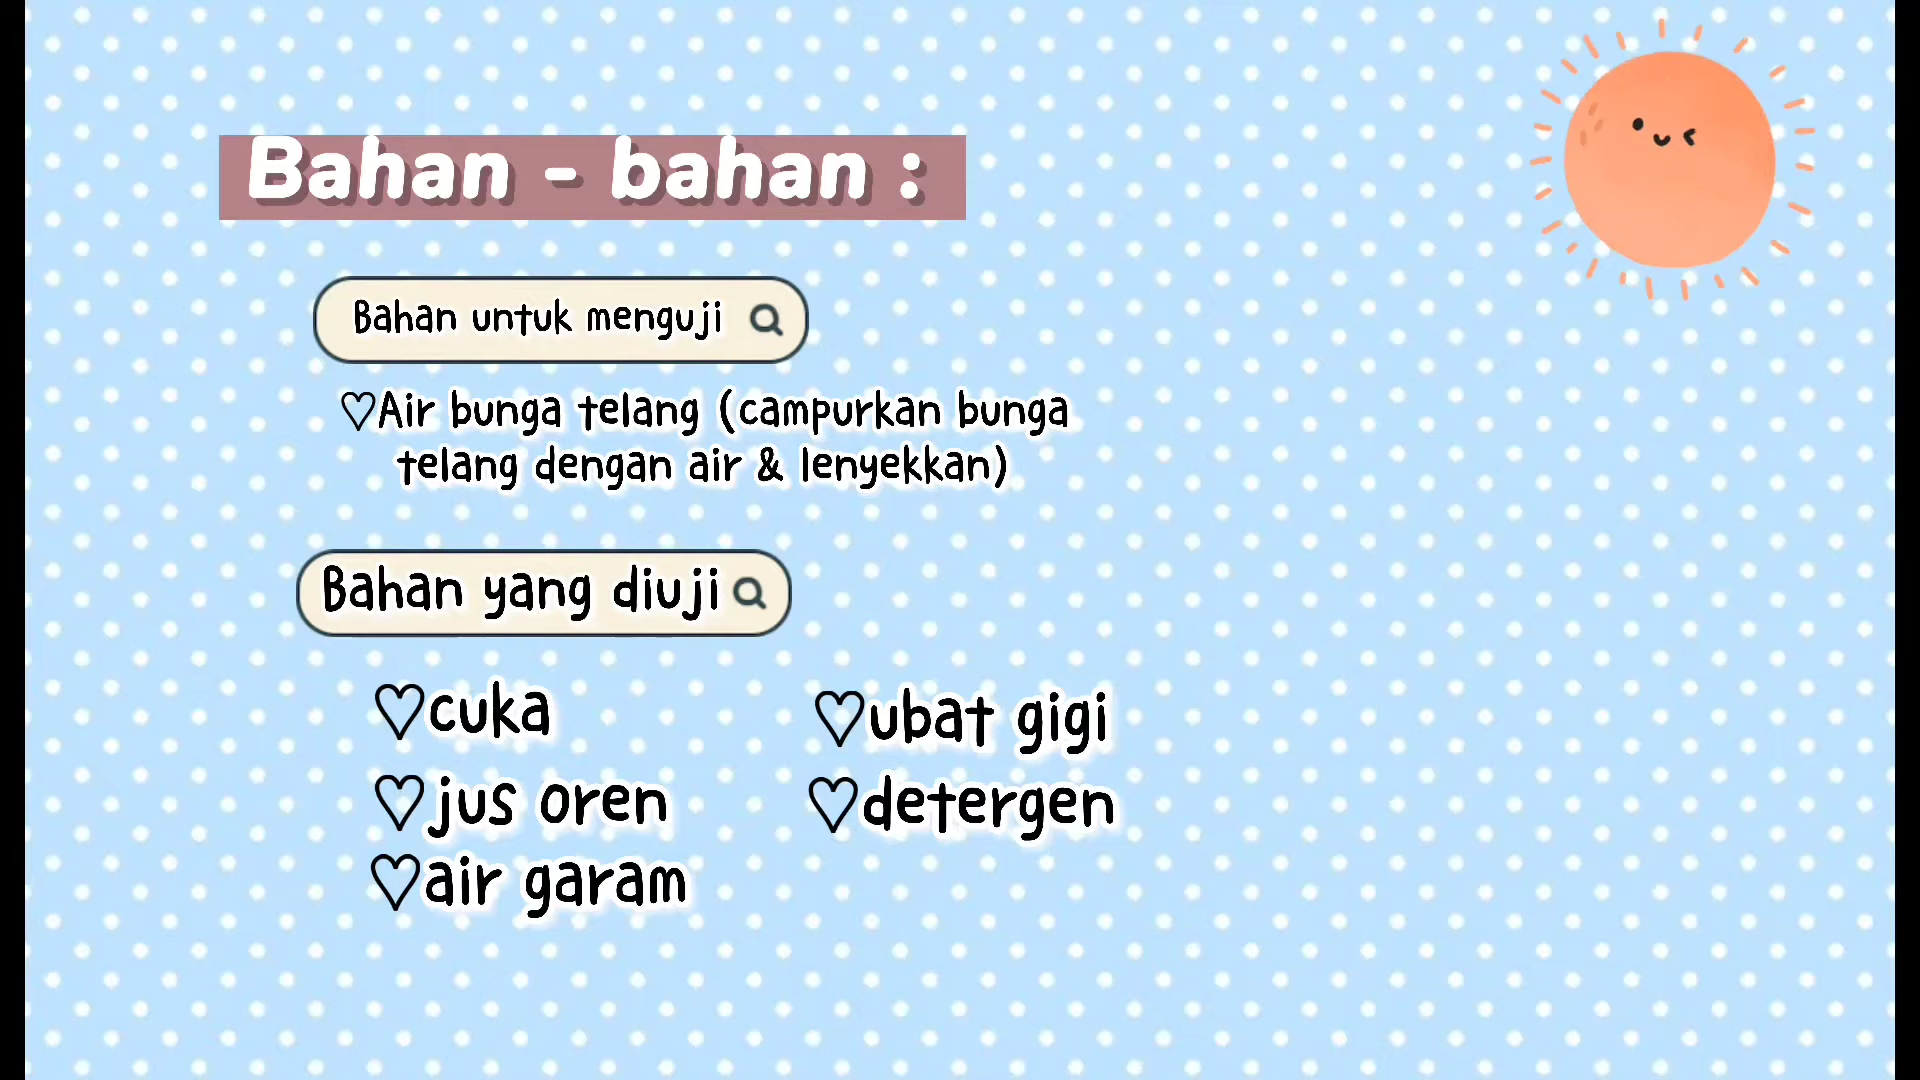 Bahan - bahan :
Bahan untuk menguji
♡Air bunga telang (campurkan bunga
telang dengan air & lenyekkan)
Bahan yang diuji
♡cuka
♡jus oren
♡air garam
♡ubat gigi
♡detergen